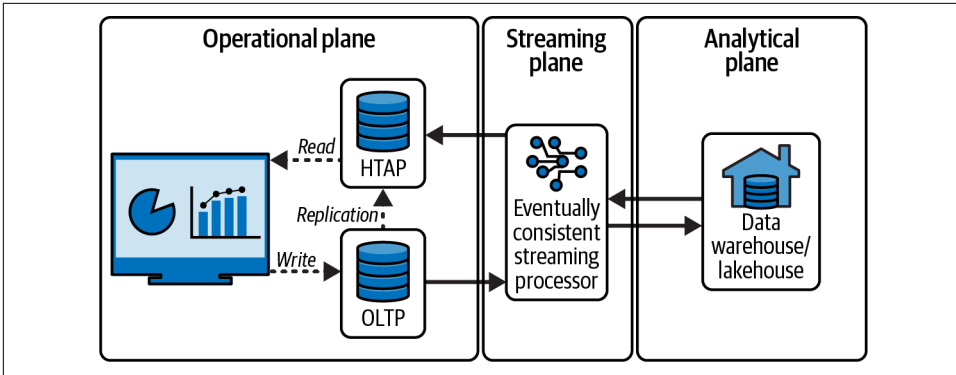 Operational plane
Streaming
plane
Analytical
plane
Read
HTAP
Replication
Write
OLTP
Eventually
consistent
streaming
processor
Data
warehouse/
lakehouse